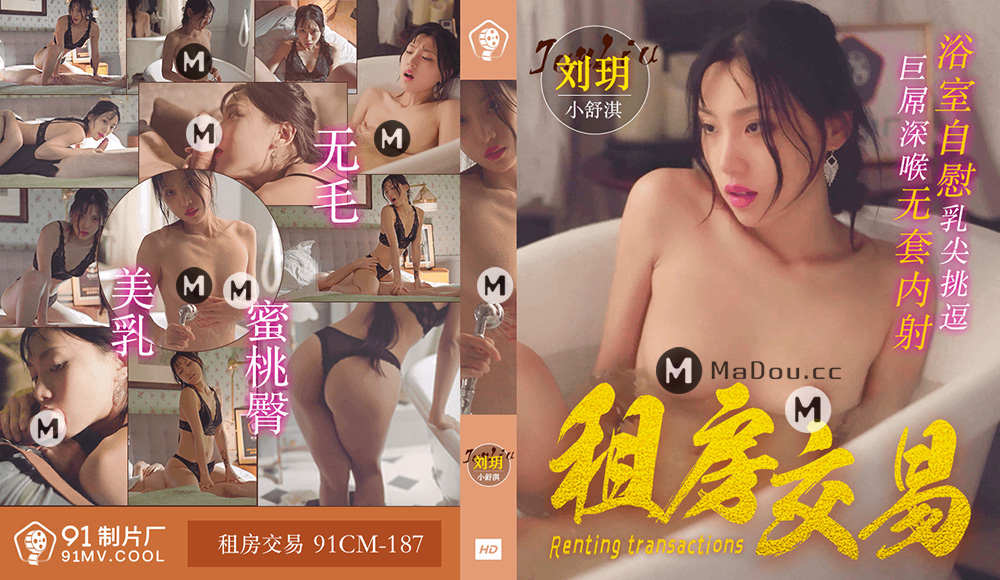 无毛
美乳
蜜桃臀
91制片厂
91MV.COOL
租房交易 91CM-187
刘玥
小舒淇
HD
刘玥
小舒淇
浴室自慰乳尖挑逗
巨屌深喉无套内射
M MaDou.cc
租房交易
Renting transactions